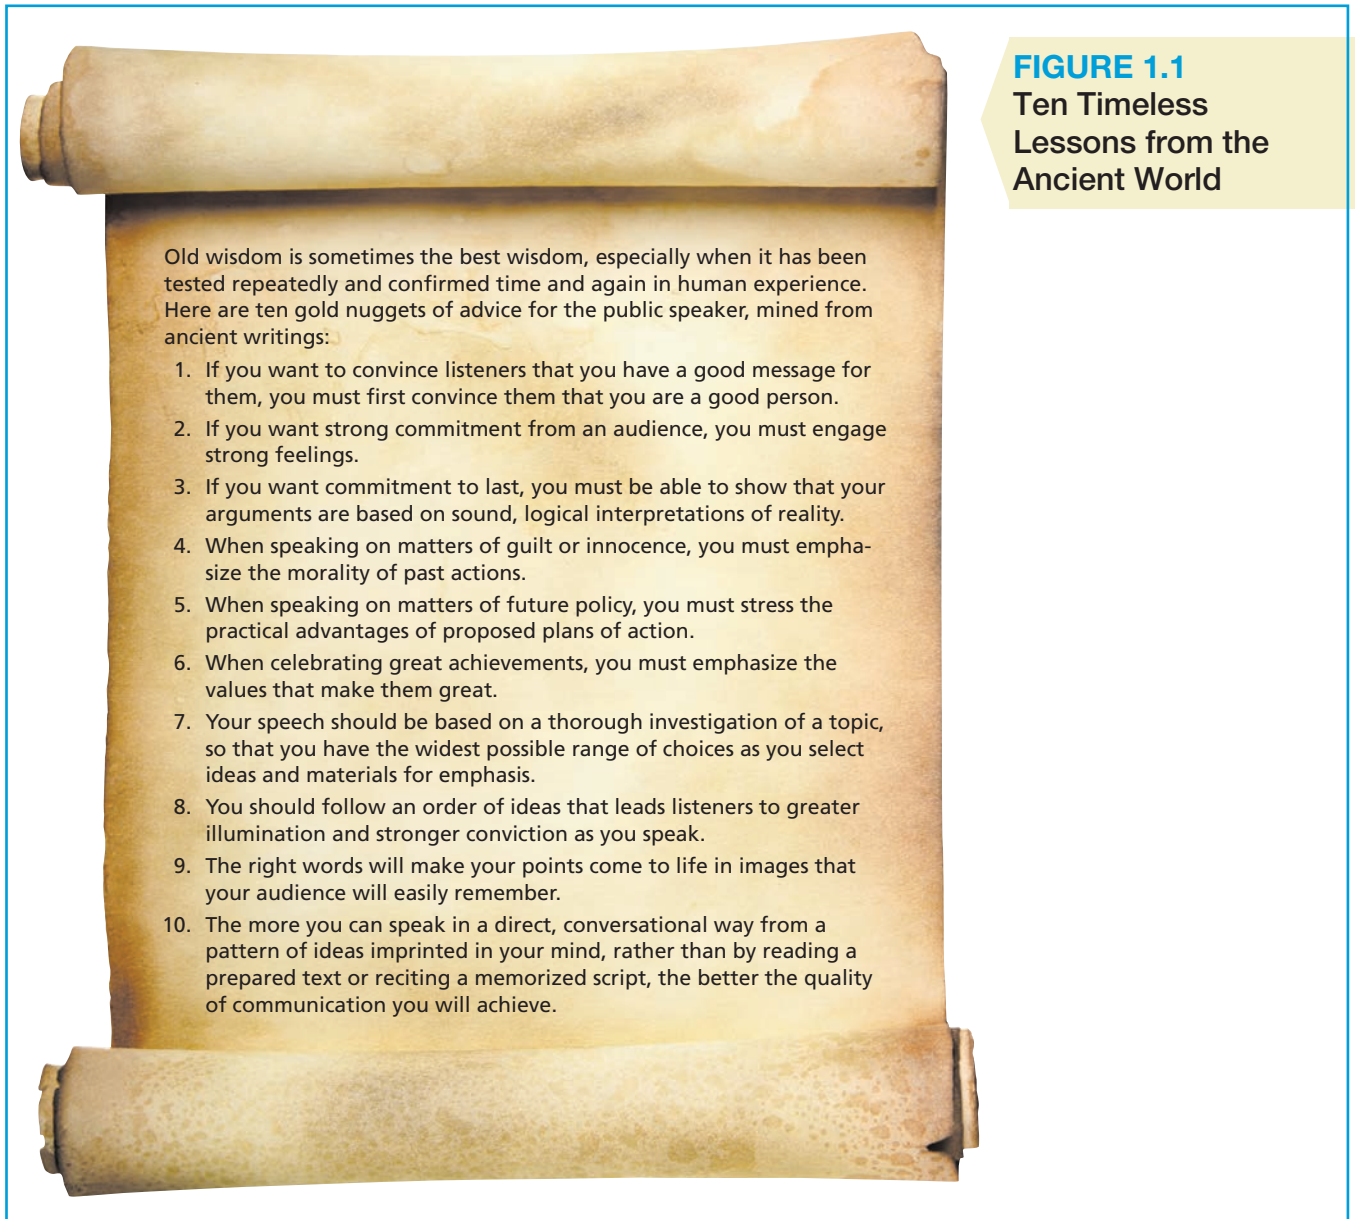 FIGURE 1.1
Ten Timeless
Lessons from the
Ancient World
Old wisdom is sometimes the best wisdom, especially when it has been
tested repeatedly and confirmed time and again in human experience.
Here are ten gold nuggets of advice for the public speaker, mined from
ancient writings:
1. If you want to convince listeners that you have a good message for
them, you must first convince them that you are a good person.
2. If you want strong commitment from an audience, you must engage
strong feelings.
3. If you want commitment to last, you must be able to show that your
arguments are based on sound, logical interpretations of reality.
4. When speaking on matters of guilt or innocence, you must empha-
size the morality of past actions.
5. When speaking on matters of future policy, you must stress the
practical advantages of proposed plans of action.
6. When celebrating great achievements, you must emphasize the
values that make them great.
7. Your speech should be based on a thorough investigation of a topic,
so that you have the widest possible range of choices as you select
ideas and materials for emphasis.
8. You should follow an order of ideas that leads listeners to greater
illumination and stronger conviction as you speak.
9. The right words will make your points come to life in images that
your audience will easily remember.
10. The more you can speak in a direct, conversational way from a
pattern of ideas imprinted in your mind, rather than by reading a
prepared text or reciting a memorized script, the better the quality
of communication you will achieve.